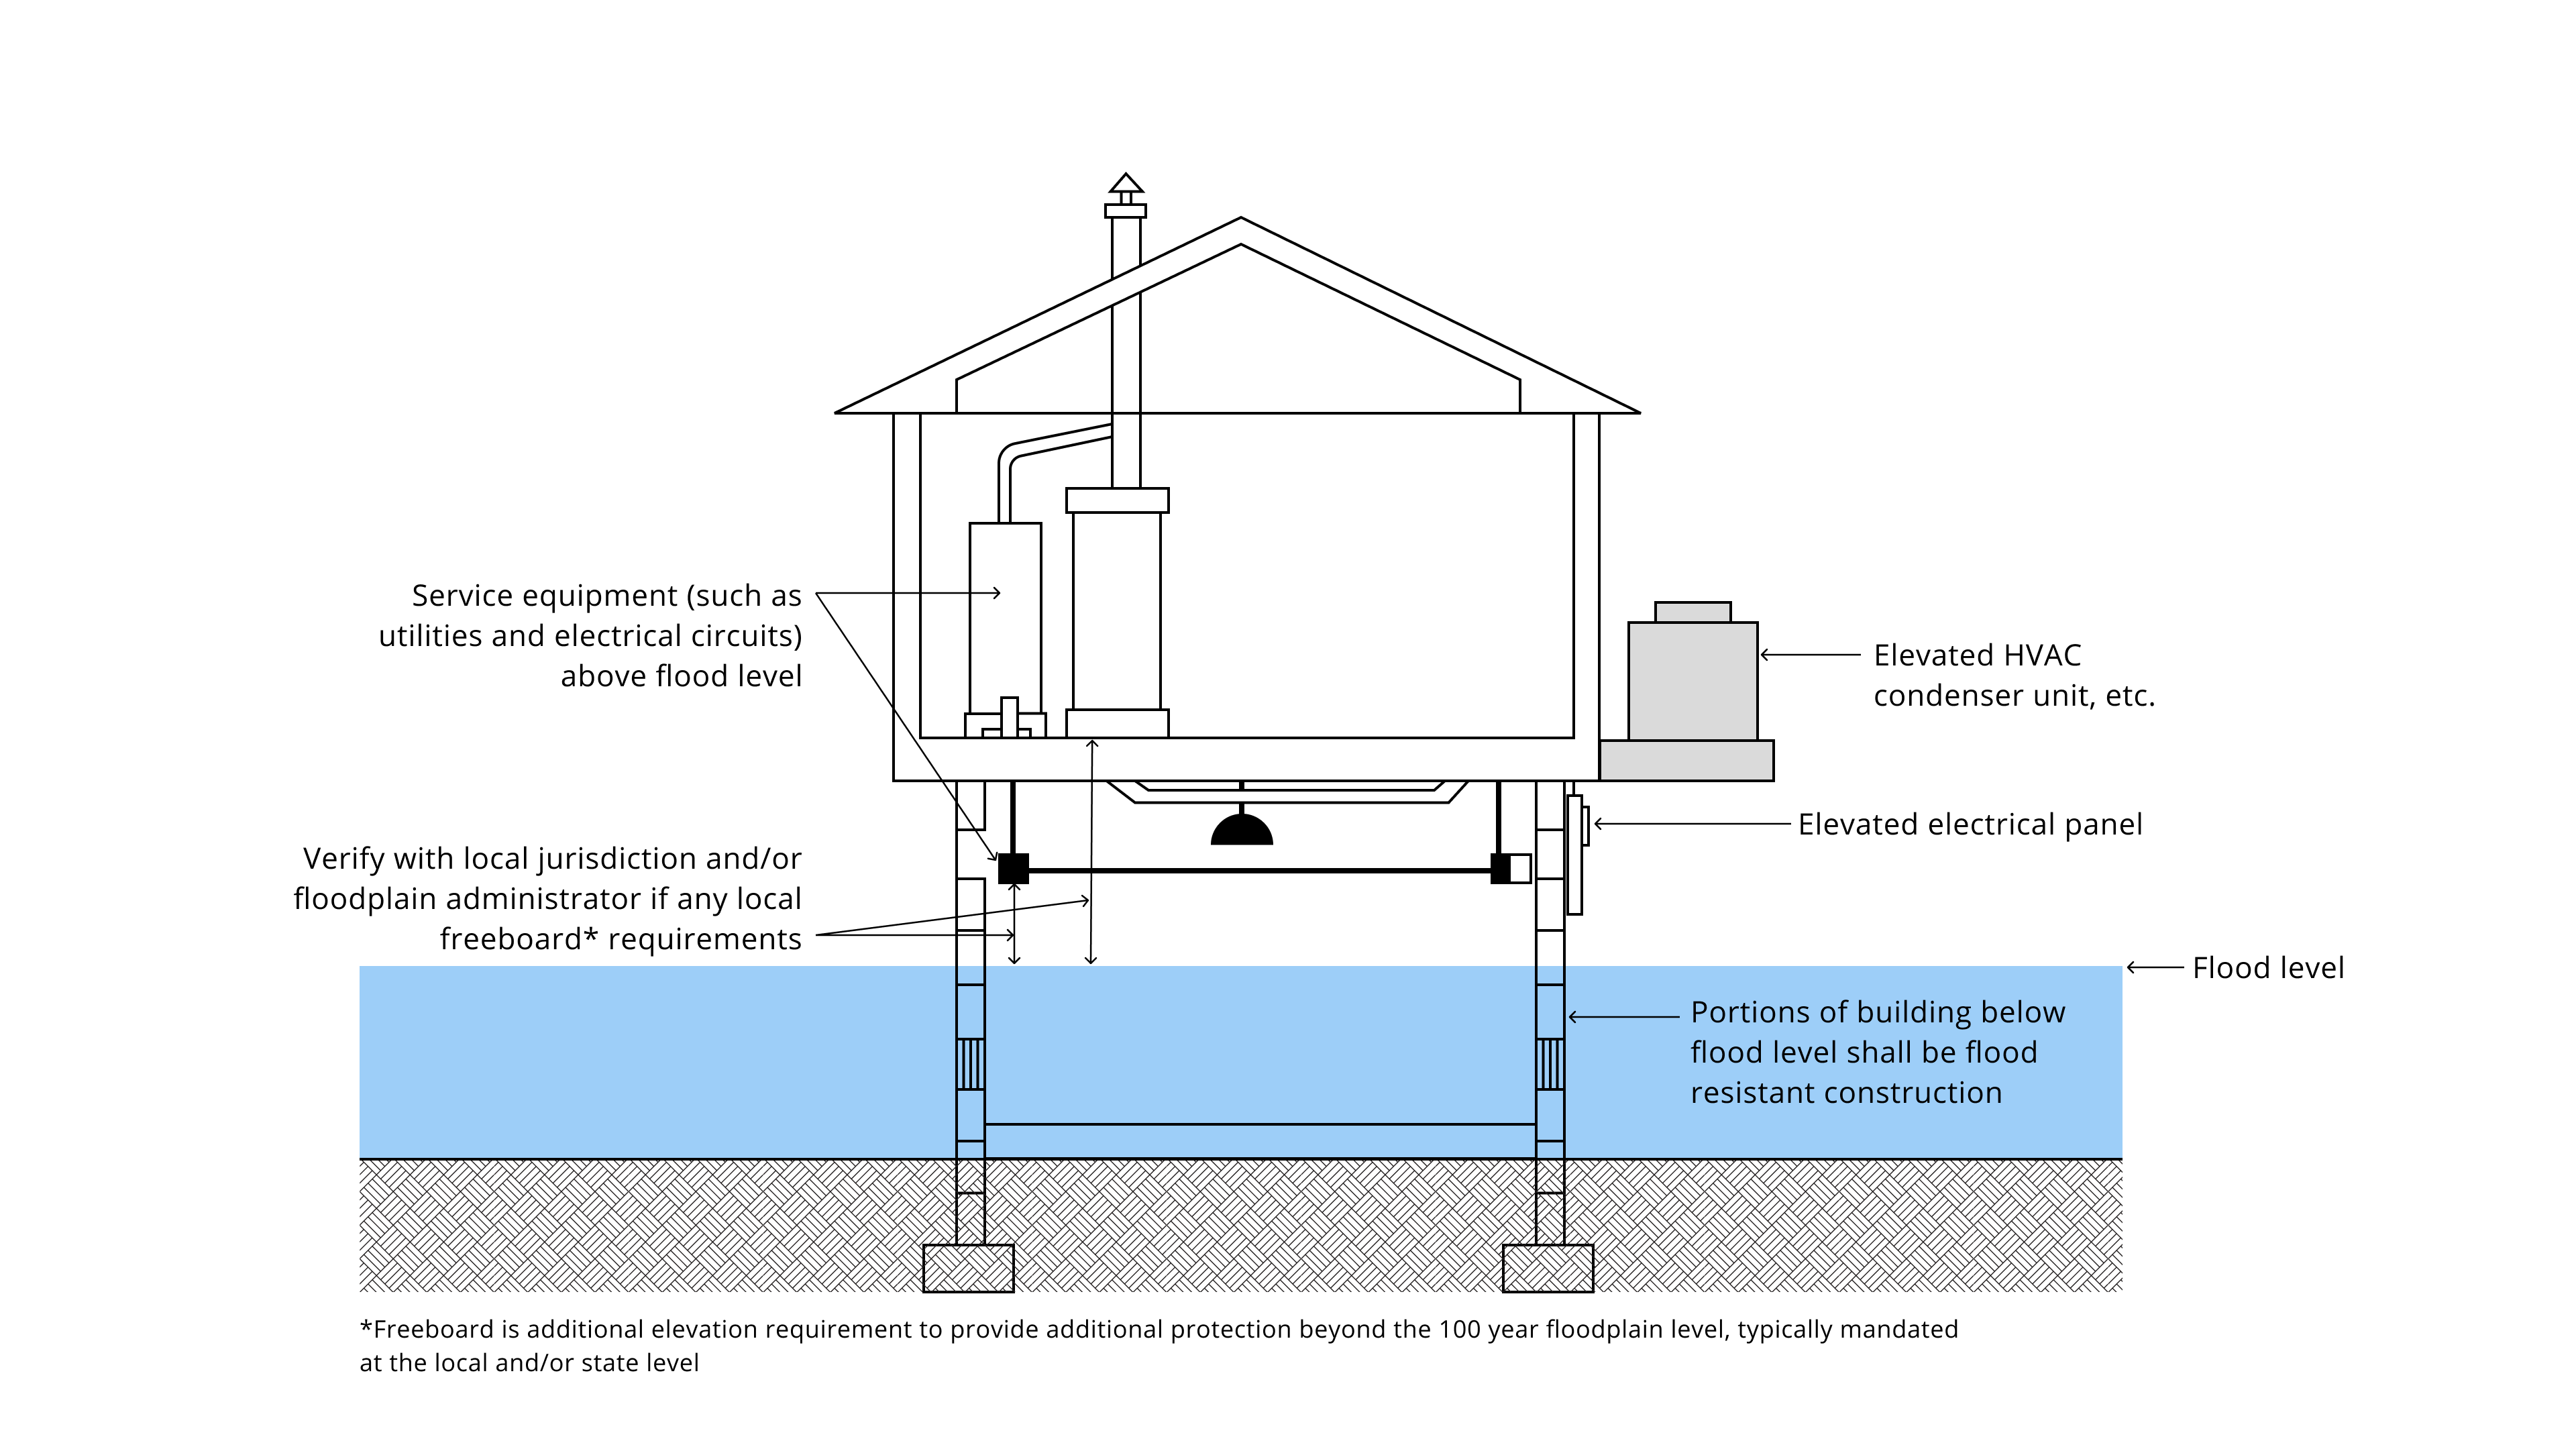 Service equipment (such as
utilities and electrical circuits)
above flood level
Elevated HVAC
condenser unit, etc.
Elevated electrical panel
Verify with local jurisdiction and/or
floodplain administrator if any local
freeboard* requirements
Flood level
Portions of building below
flood level shall be flood
resistant construction
*Freeboard is additional elevation requirement to provide additional protection beyond the 100 year floodplain level, typically mandated
at the local and/or state level